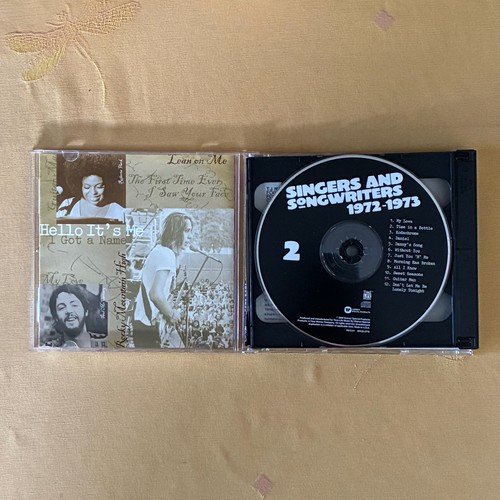 Lean on Me
The First Time Ever
I Saw Your Face
Hello It's Me
I Got a Name
My Love
Rocky Mountain High
SINGERS AND
SONGWRITERS
1972-1973
2
1. My Love
2. Time in a Bottle
3. Kodachrome
4. Daniel
5. Danny's Song
6. Without You
7. Just You 'N' Me
8. Morning Has Broken
9. All I Know
10. Sweet Seasons
11. Guitar Man
12. Don't Let Me Be
Lonely Tonight